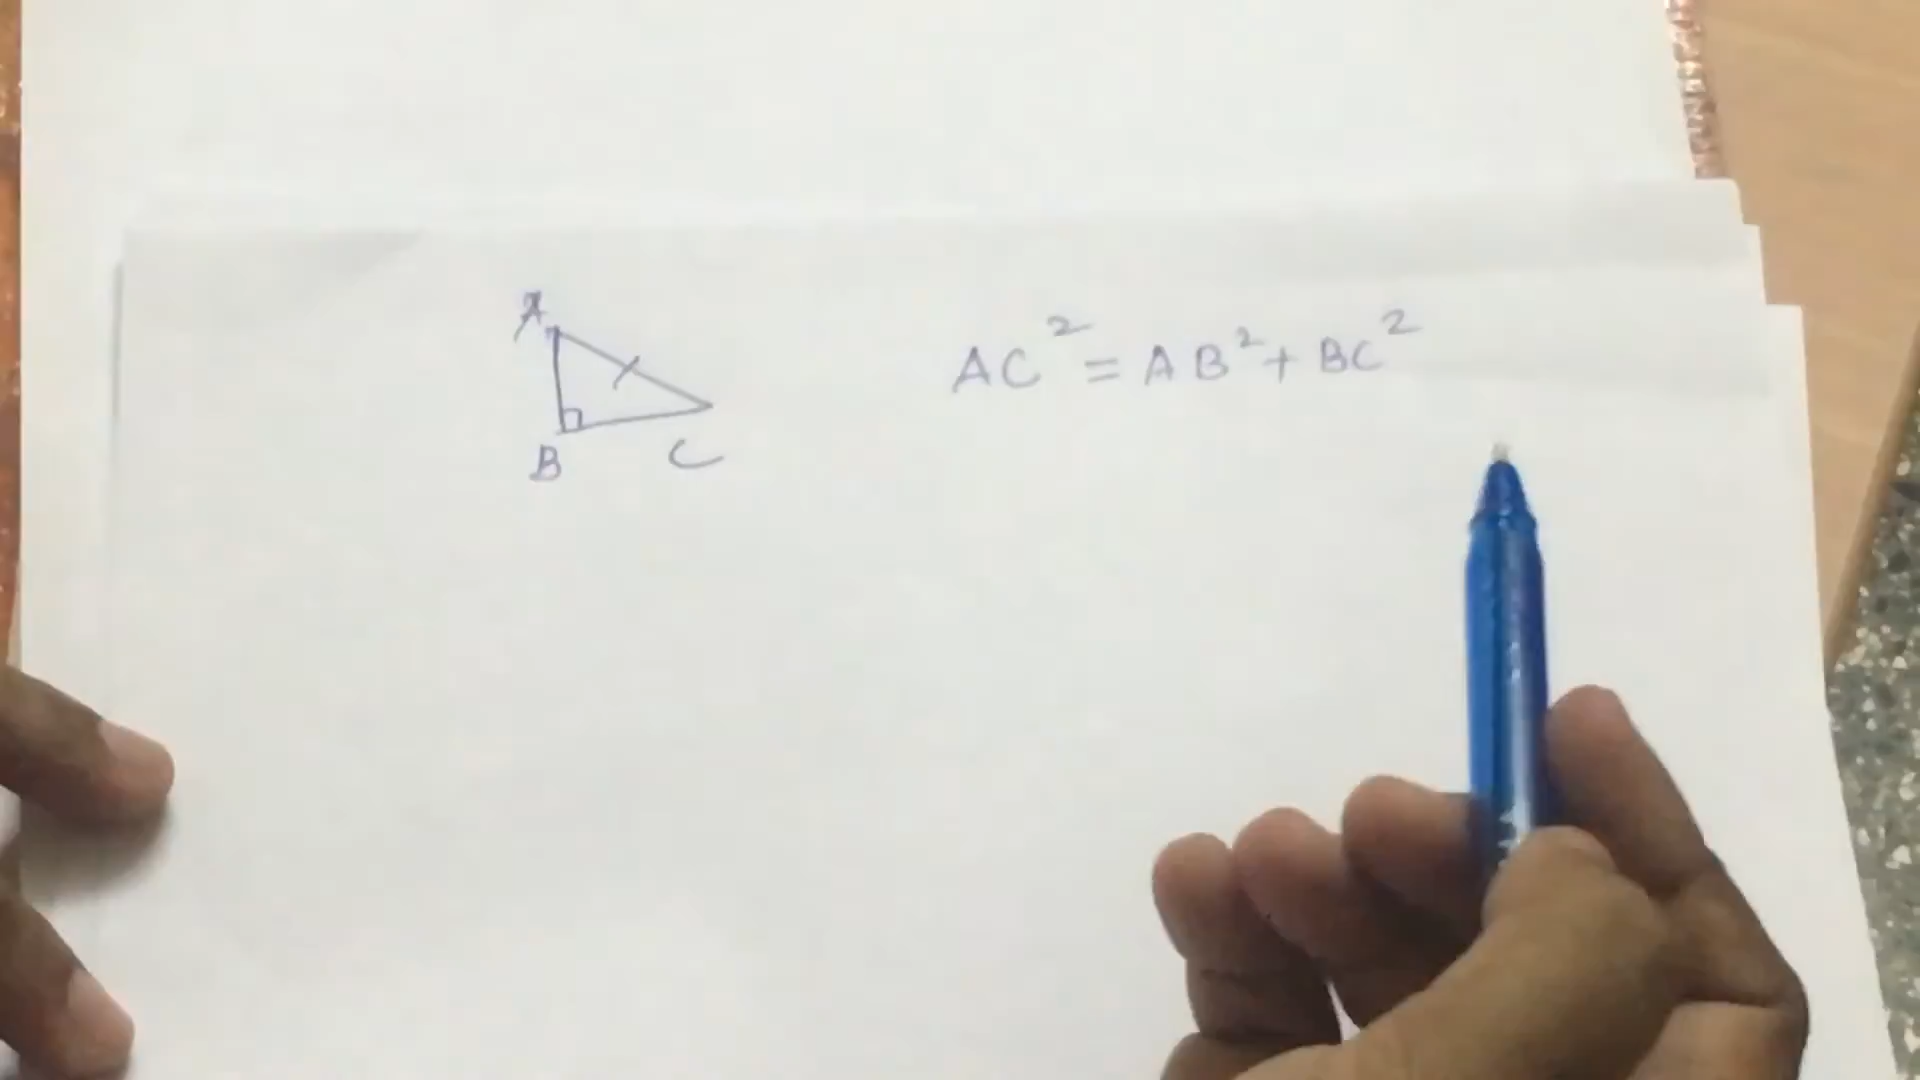 A
B C
AC² = AB² + BC²